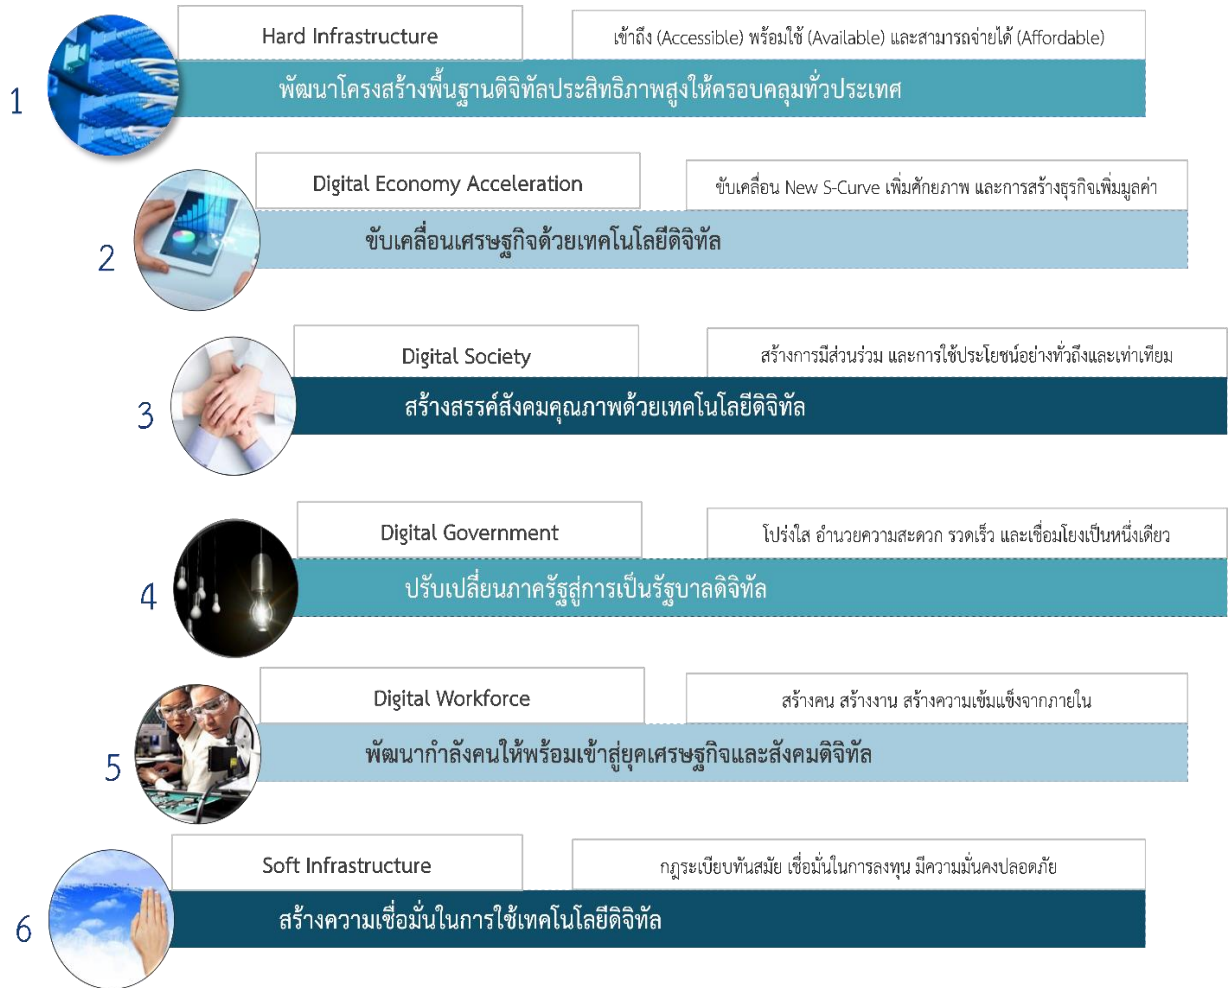 1
Hard Infrastructure
เข้าถึง (Accessible) พร้อมใช้ (Available) และสามารถจ่ายได้ (Affordable)
พัฒนาโครงสร้างพื้นฐานดิจิทัลประสิทธิภาพสูงให้ครอบคลุมทั่วประเทศ
2
Digital Economy Acceleration
ขับเคลื่อน New S-Curve เพิ่มศักยภาพ และการสร้างธุรกิจเพิ่มมูลค่า
ขับเคลื่อนเศรษฐกิจด้วยเทคโนโลยีดิจิทัล
3
Digital Society
สร้างการมีส่วนร่วม และการใช้ประโยชน์อย่างทั่วถึงและเท่าเทียม
สร้างสรรค์สังคมคุณภาพด้วยเทคโนโลยีดิจิทัล
4
Digital Government
โปร่งใส อำนวยความสะดวก รวดเร็ว และเชื่อมโยงเป็นหนึ่งเดียว
ปรับเปลี่ยนภาครัฐสู่การเป็นรัฐบาลดิจิทัล
5
Digital Workforce
สร้างคน สร้างงาน สร้างความเข้มแข็งจากภายใน
พัฒนากำลังคนให้พร้อมเข้าสู่ยุคเศรษฐกิจและสังคมดิจิทัล
6
Soft Infrastructure
กฎระเบียบทันสมัย เชื่อมั่นในการลงทุน มีความมั่นคงปลอดภัย
สร้างความเชื่อมั่นในการใช้เทคโนโลยีดิจิทัล